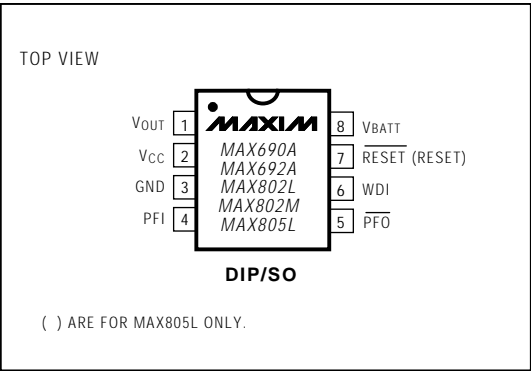 TOP VIEW
VOUT 1
VCC 2
GND 3
PFI 4
MAXIM
MAX690A
MAX692A
MAX802L
MAX802M
MAX805L
8 VBATT
7 RESET (RESET)
6 WDI
5 PFO
DIP/SO
( ) ARE FOR MAX805L ONLY.